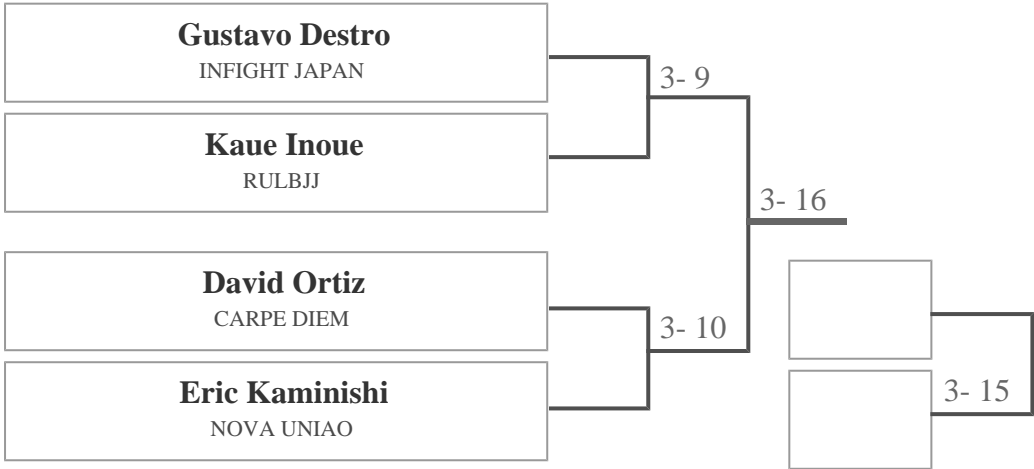 Gustavo Destro
INFIGHT JAPAN
3- 9
Kaue Inoue
RULBJJ
3- 16
David Ortiz
CARPE DIEM
3- 10
Eric Kaminishi
NOVA UNIAO
3- 15